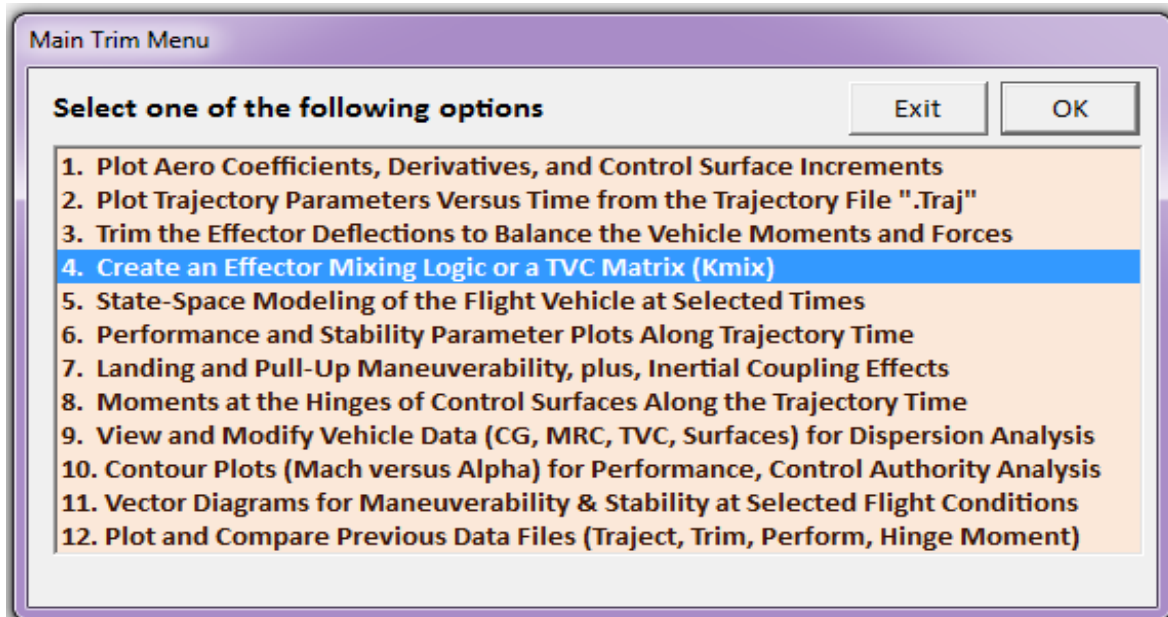 Main Trim Menu
Select one of the following options
Exit
OK
1. Plot Aero Coefficients, Derivatives, and Control Surface Increments
2. Plot Trajectory Parameters Versus Time from the Trajectory File ".Traj"
3. Trim the Effector Deflections to Balance the Vehicle Moments and Forces
4. Create an Effector Mixing Logic or a TVC Matrix (Kmix)
5. State-Space Modeling of the Flight Vehicle at Selected Times
6. Performance and Stability Parameter Plots Along Trajectory Time
7. Landing and Pull-Up Maneuverability, plus, Inertial Coupling Effects
8. Moments at the Hinges of Control Surfaces Along the Trajectory Time
9. View and Modify Vehicle Data (CG, MRC, TVC, Surfaces) for Dispersion Analysis
10. Contour Plots (Mach versus Alpha) for Performance, Control Authority Analysis
11. Vector Diagrams for Maneuverability & Stability at Selected Flight Conditions
12. Plot and Compare Previous Data Files (Traject, Trim, Perform, Hinge Moment)